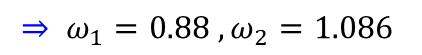 ⇒ ω₁ = 0.88 , ω₂ = 1.086